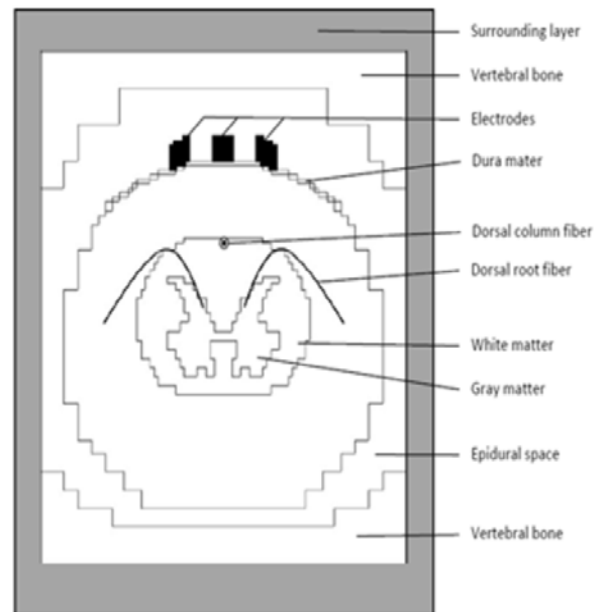 Surrounding layer
Vertebral bone
Electrodes
Dura mater
Dorsal column fiber
Dorsal root fiber
White matter
Gray matter
Epidural space
Vertebral bone